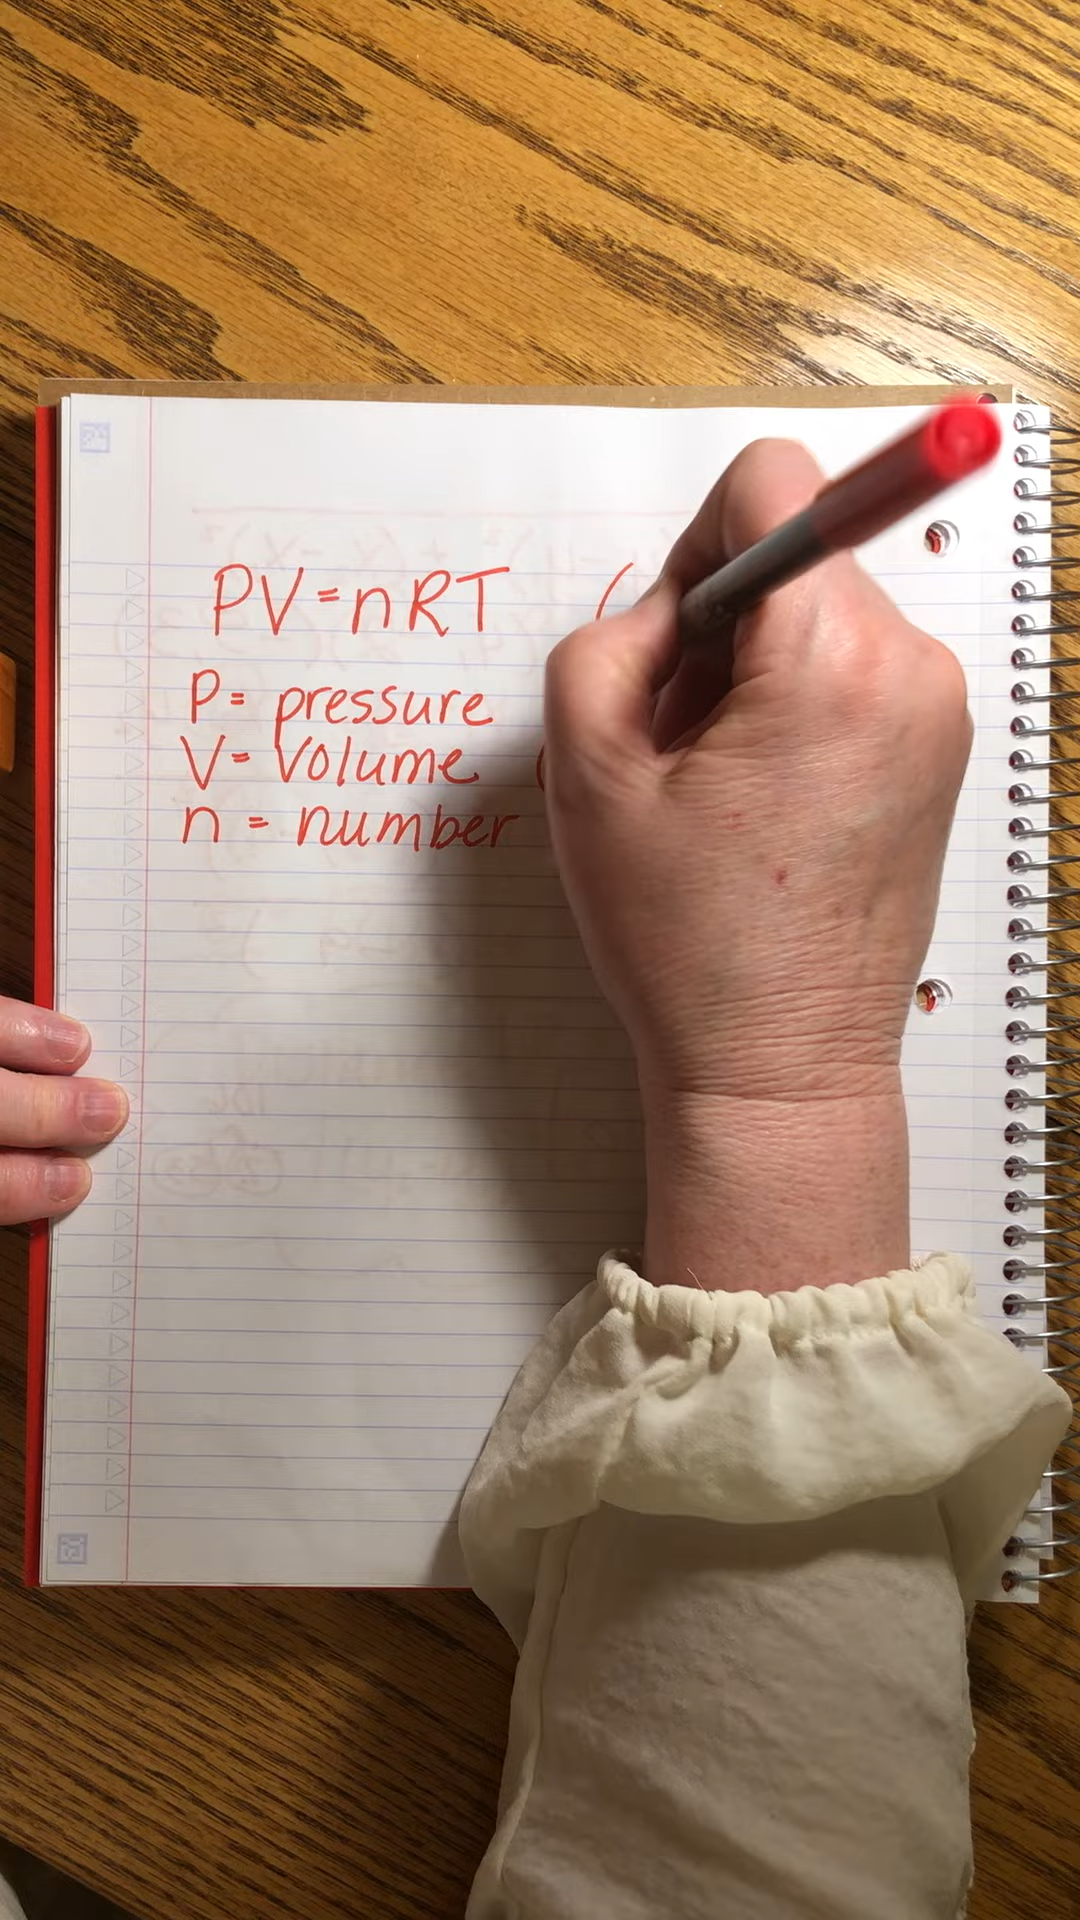 PV=nRT (
P= pressure
V= Volume (
n = number